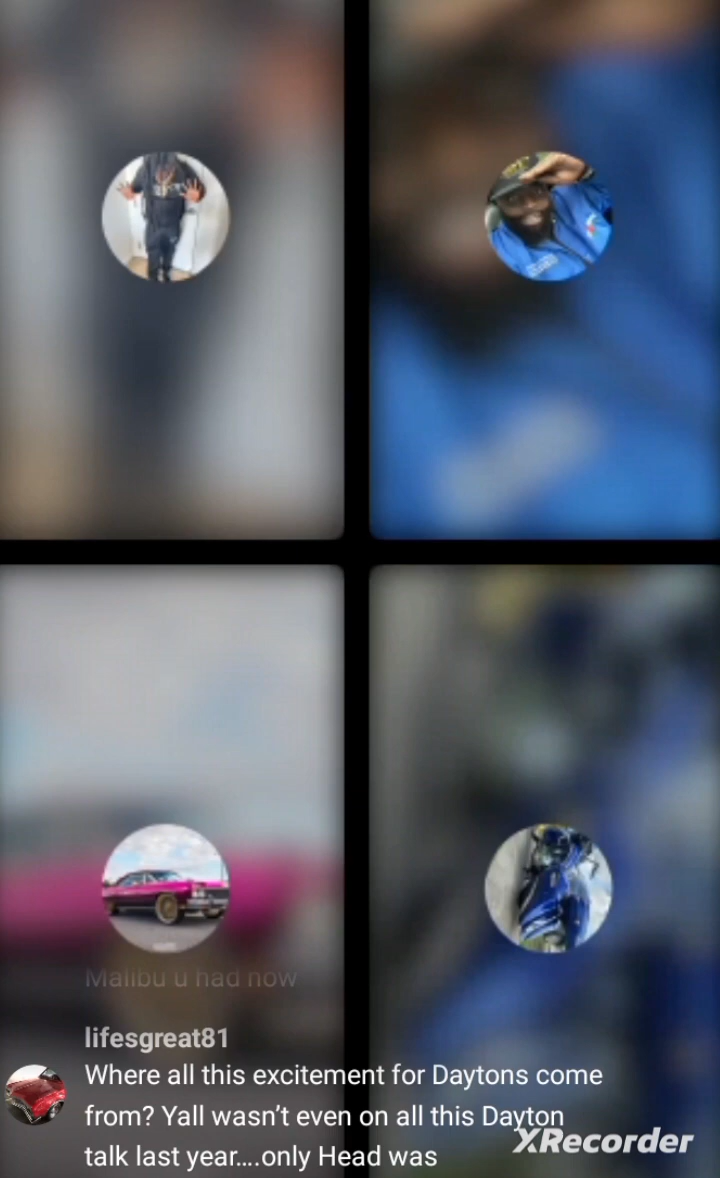 Malibu u had now
lifesgreat81
Where all this excitement for Daytons come
from? Yall wasn't even on all this Dayton
talk last year....only Head was
XRecorder